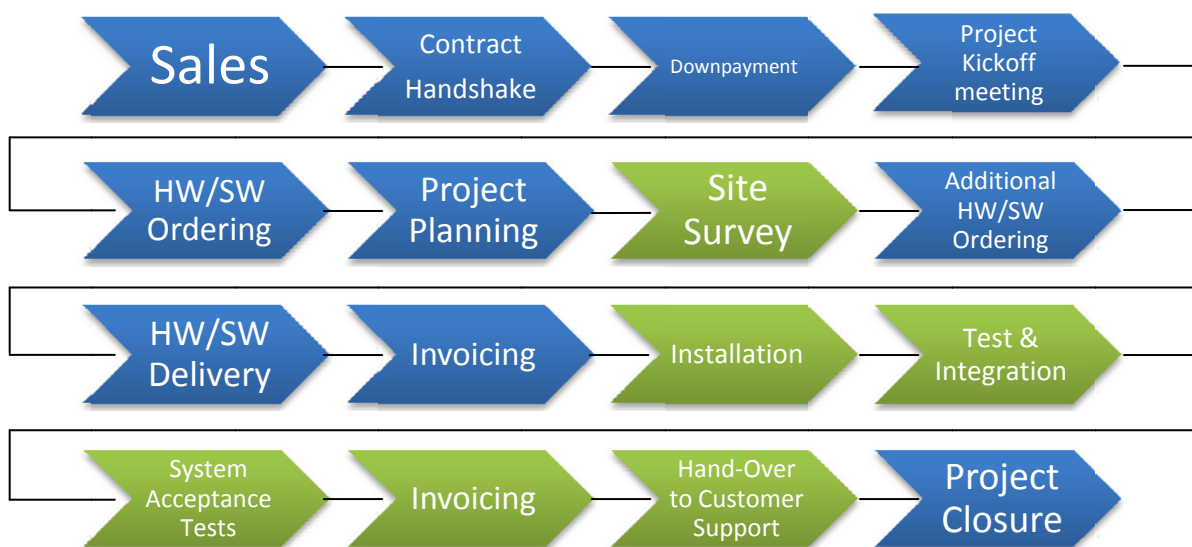 Sales
Contract
Handshake
Downpayment
Project
Kickoff
meeting
HW/SW
Ordering
Project
Planning
Site
Survey
Additional
HW/SW
Ordering
HW/SW
Delivery
Invoicing
Installation
Test &
Integration
System
Acceptance
Tests
Invoicing
Hand-Over
to Customer
Support
Project
Closure